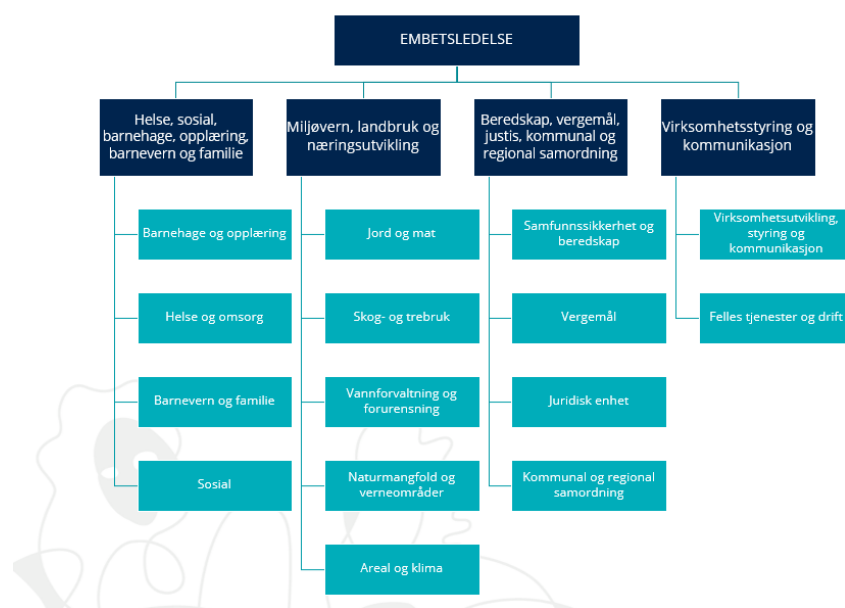 EMBETSLEDELSE
Helse, sosial,
barnehage, opplæring,
barnevern og familie
Miljøvern, landbruk og
næringsutvikling
Beredskap, vergemål,
justis, kommunal og
regional samordning
Virksomhetsstyring og
kommunikasjon
Barnehage og opplæring
Helse og omsorg
Barnevern og familie
Sosial
Jord og mat
Skog- og trebruk
Vannforvaltning og
forurensning
Naturmangfold og
verneområder
Areal og klima
Samfunnssikkerhet og
beredskap
Vergemål
Juridisk enhet
Kommunal og regional
samordning
Virksomhetsutvikling,
styring og
kommunikasjon
Felles tjenester og drift